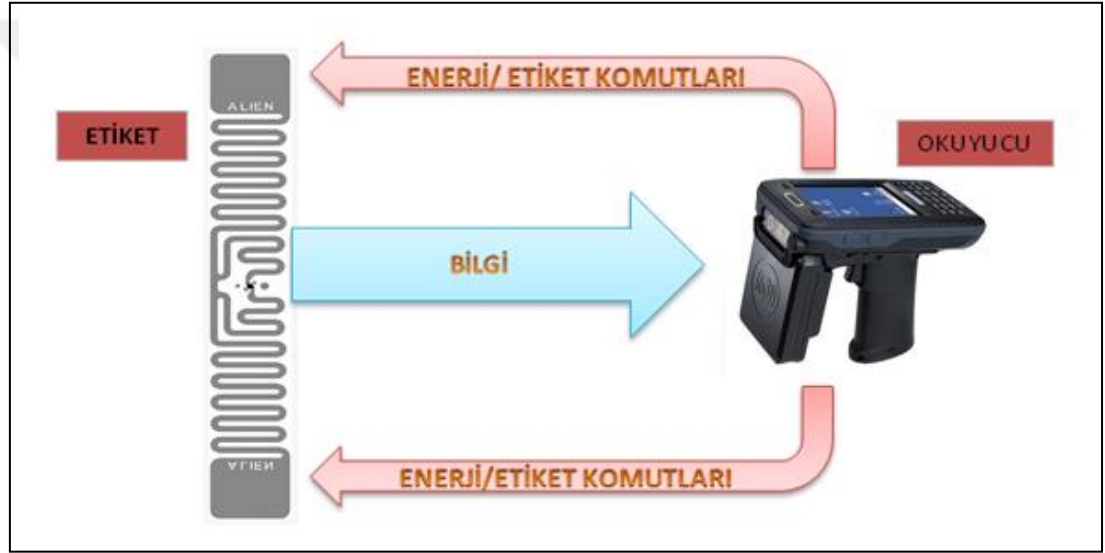 ENERJİ/ ETİKET KOMUTLARI
ALIEN
ETİKET
OKUYUCU
BİLGİ
ALIEN
ENERJİ/ETİKET KOMUTLARI